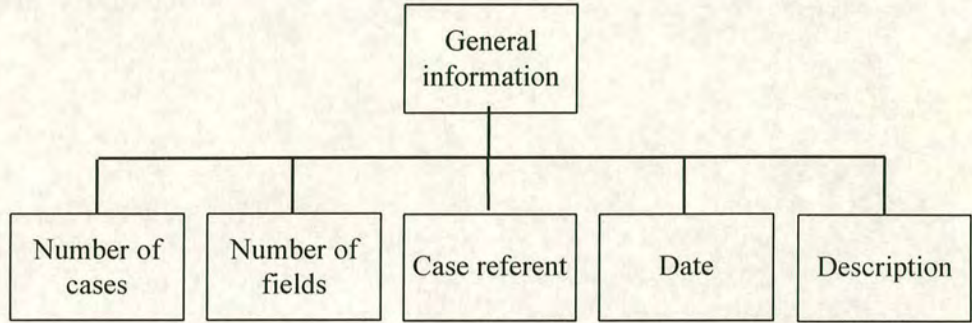 General
information
Number of
cases
Number of
fields
Case referent
Date
Description